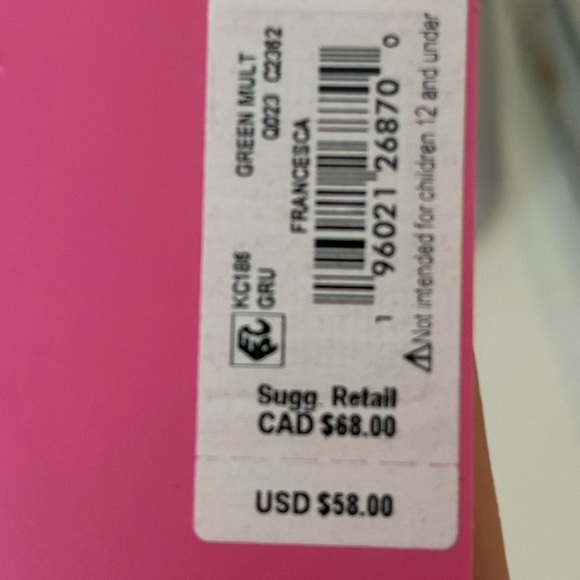 GREEN MULT
Q023 C2362
FRANCESCA
KC186
GRU
1 96021 26870 0
⚠Not intended for children 12 and under
Sugg. Retail
CAD $68.00
USD $58.00